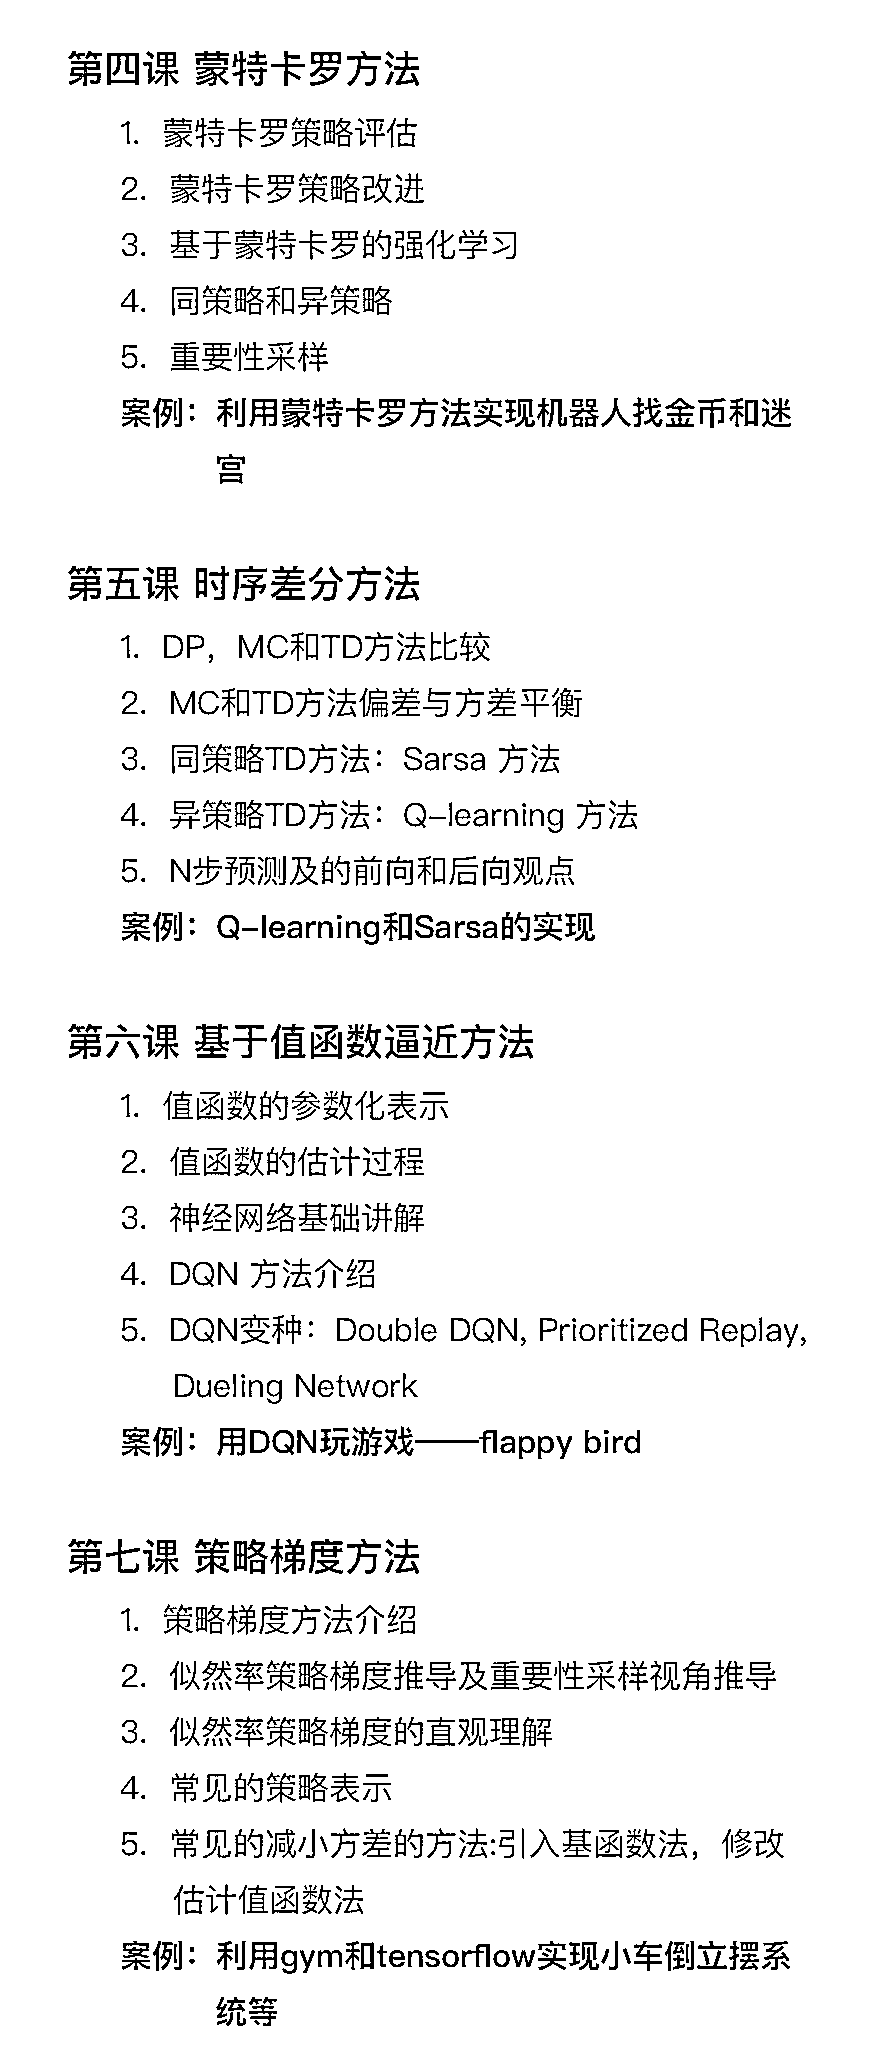 第四课 蒙特卡罗方法
1. 蒙特卡罗策略评估
2. 蒙特卡罗策略改进
3. 基于蒙特卡罗的强化学习
4. 同策略和异策略
5. 重要性采样
案例：利用蒙特卡罗方法实现机器人找金币和迷
宫
第五课 时序差分方法
1. DP，MC和TD方法比较
2. MC和TD方法偏差与方差平衡
3. 同策略TD方法：Sarsa 方法
4. 异策略TD方法：Q-learning 方法
5. N步预测及的前向和后向观点
案例：Q-learning和Sarsa的实现
第六课 基于值函数逼近方法
1. 值函数的参数化表示
2. 值函数的估计过程
3. 神经网络基础讲解
4. DQN 方法介绍
5. DQN变种：Double DQN, Prioritized Replay,
Dueling Network
案例：用DQN玩游戏——flappy bird
第七课 策略梯度方法
1. 策略梯度方法介绍
2. 似然率策略梯度推导及重要性采样视角推导
3. 似然率策略梯度的直观理解
4. 常见的策略表示
5. 常见的减小方差的方法:引入基函数法，修改
估计值函数法
案例：利用gym和tensorflow实现小车倒立摆系
统等